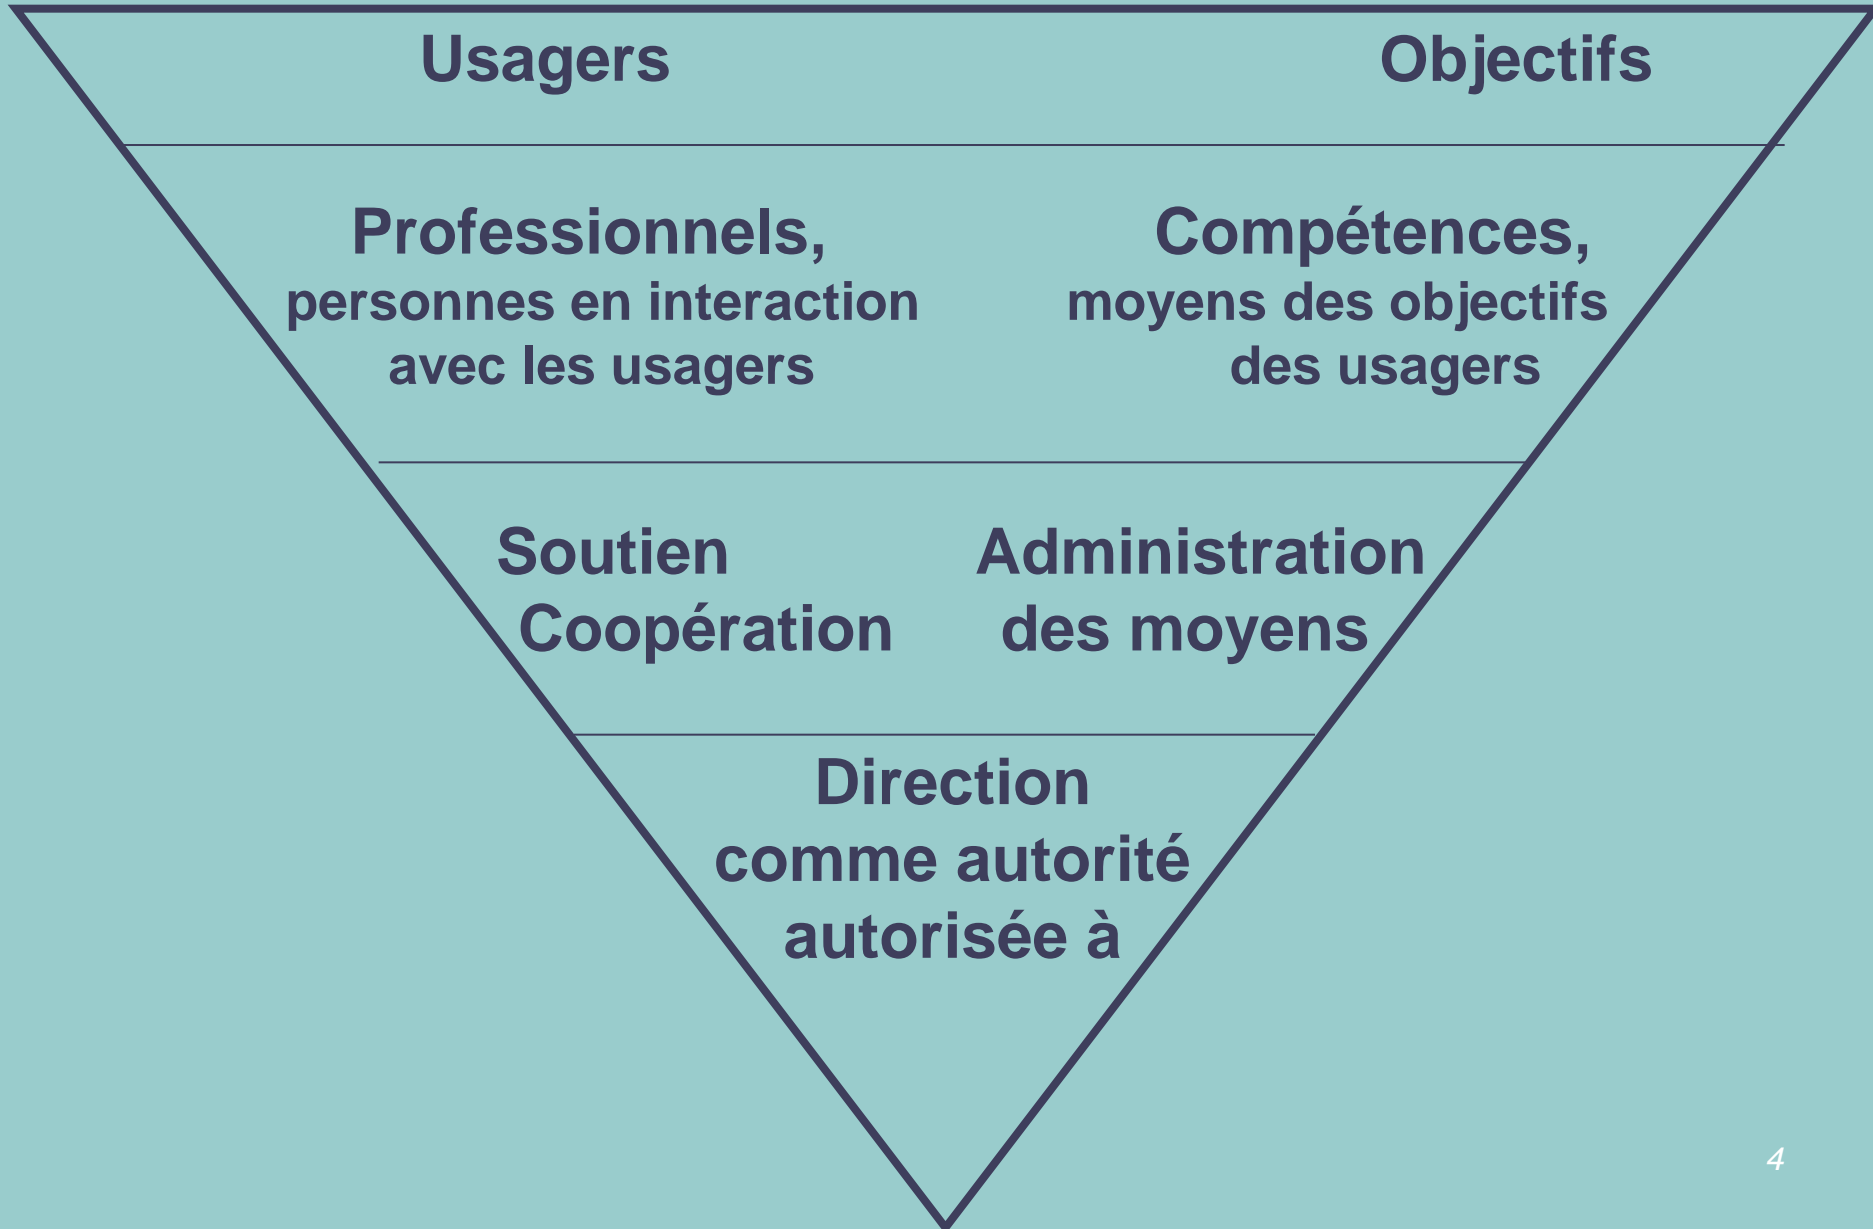 Usagers Objectifs
Professionnels, Compétences,
personnes en interaction moyens des objectifs
avec les usagers des usagers
Soutien Administration
Coopération des moyens
Direction
comme autorité
autorisée à
4